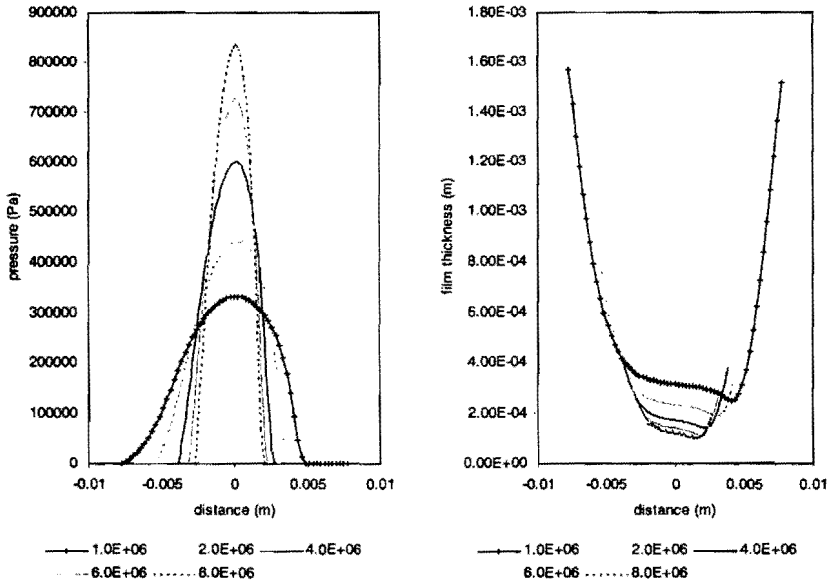 900000
800000
700000
600000
500000
400000
300000
200000
100000
0
pressure (Pa)
-0.01 -0.005 0 0.005 0.01
distance (m)
1.0E+06 2.0E+06 4.0E+06
6.0E+06 8.0E+06
1.80E-03
1.60E-03
1.40E-03
1.20E-03
1.00E-03
8.00E-04
6.00E-04
4.00E-04
2.00E-04
0.00E+00
film thickness (m)
-0.01 -0.005 0 0.005 0.01
distance (m)
1.0E+06 2.0E+06 4.0E+06
6.0E+06 8.0E+06